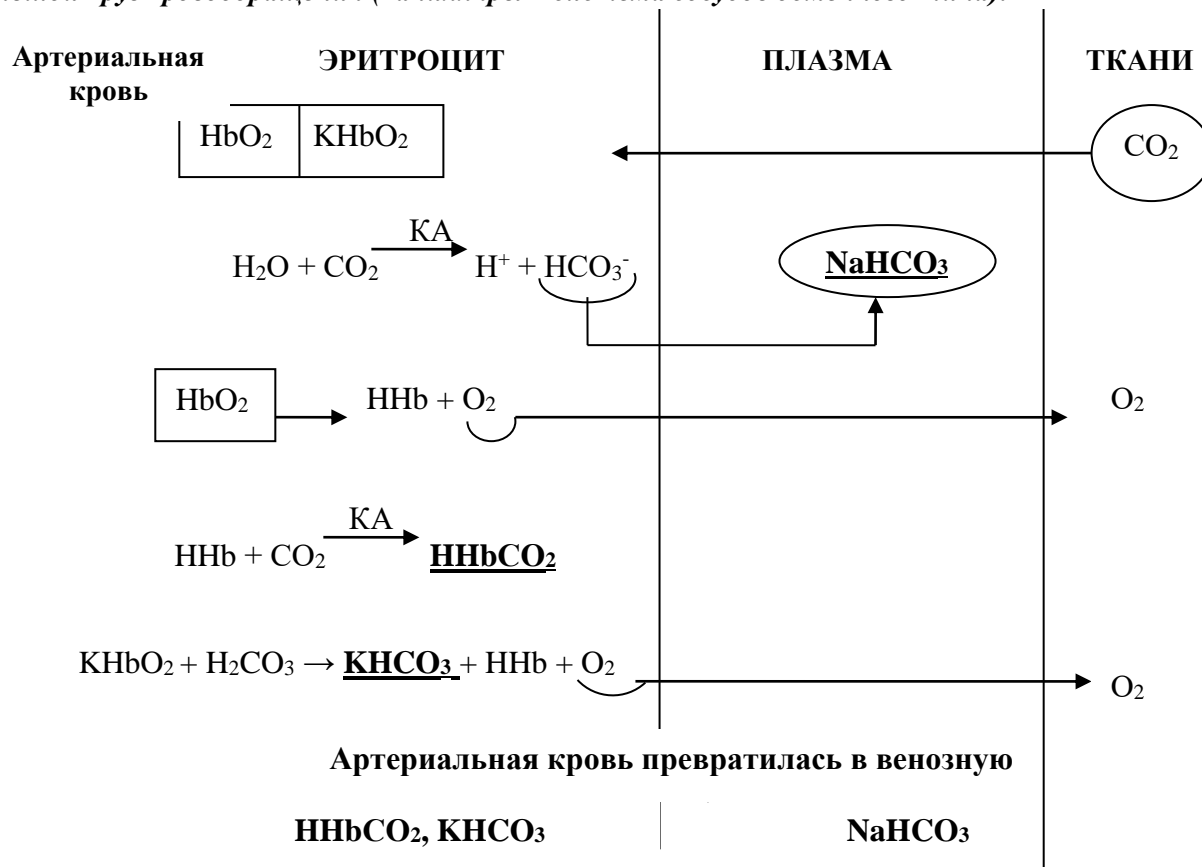 Артериальная ЭРИТРОЦИТ ПЛАЗМА ТКАНИ
кровь
HbO₂ KHbO₂ CO₂
КА
H₂O + CO₂ H⁺ + HCO₃⁻ NaHCO₃
HbO₂ HHb + O₂ O₂
КА
HHb + CO₂ HHbCO₂
KHbO₂ + H₂CO₃ → KHCO₃ + HHb + O₂ O₂
Артериальная кровь превратилась в венозную
HHbCO₂, KHCO₃ NaHCO₃